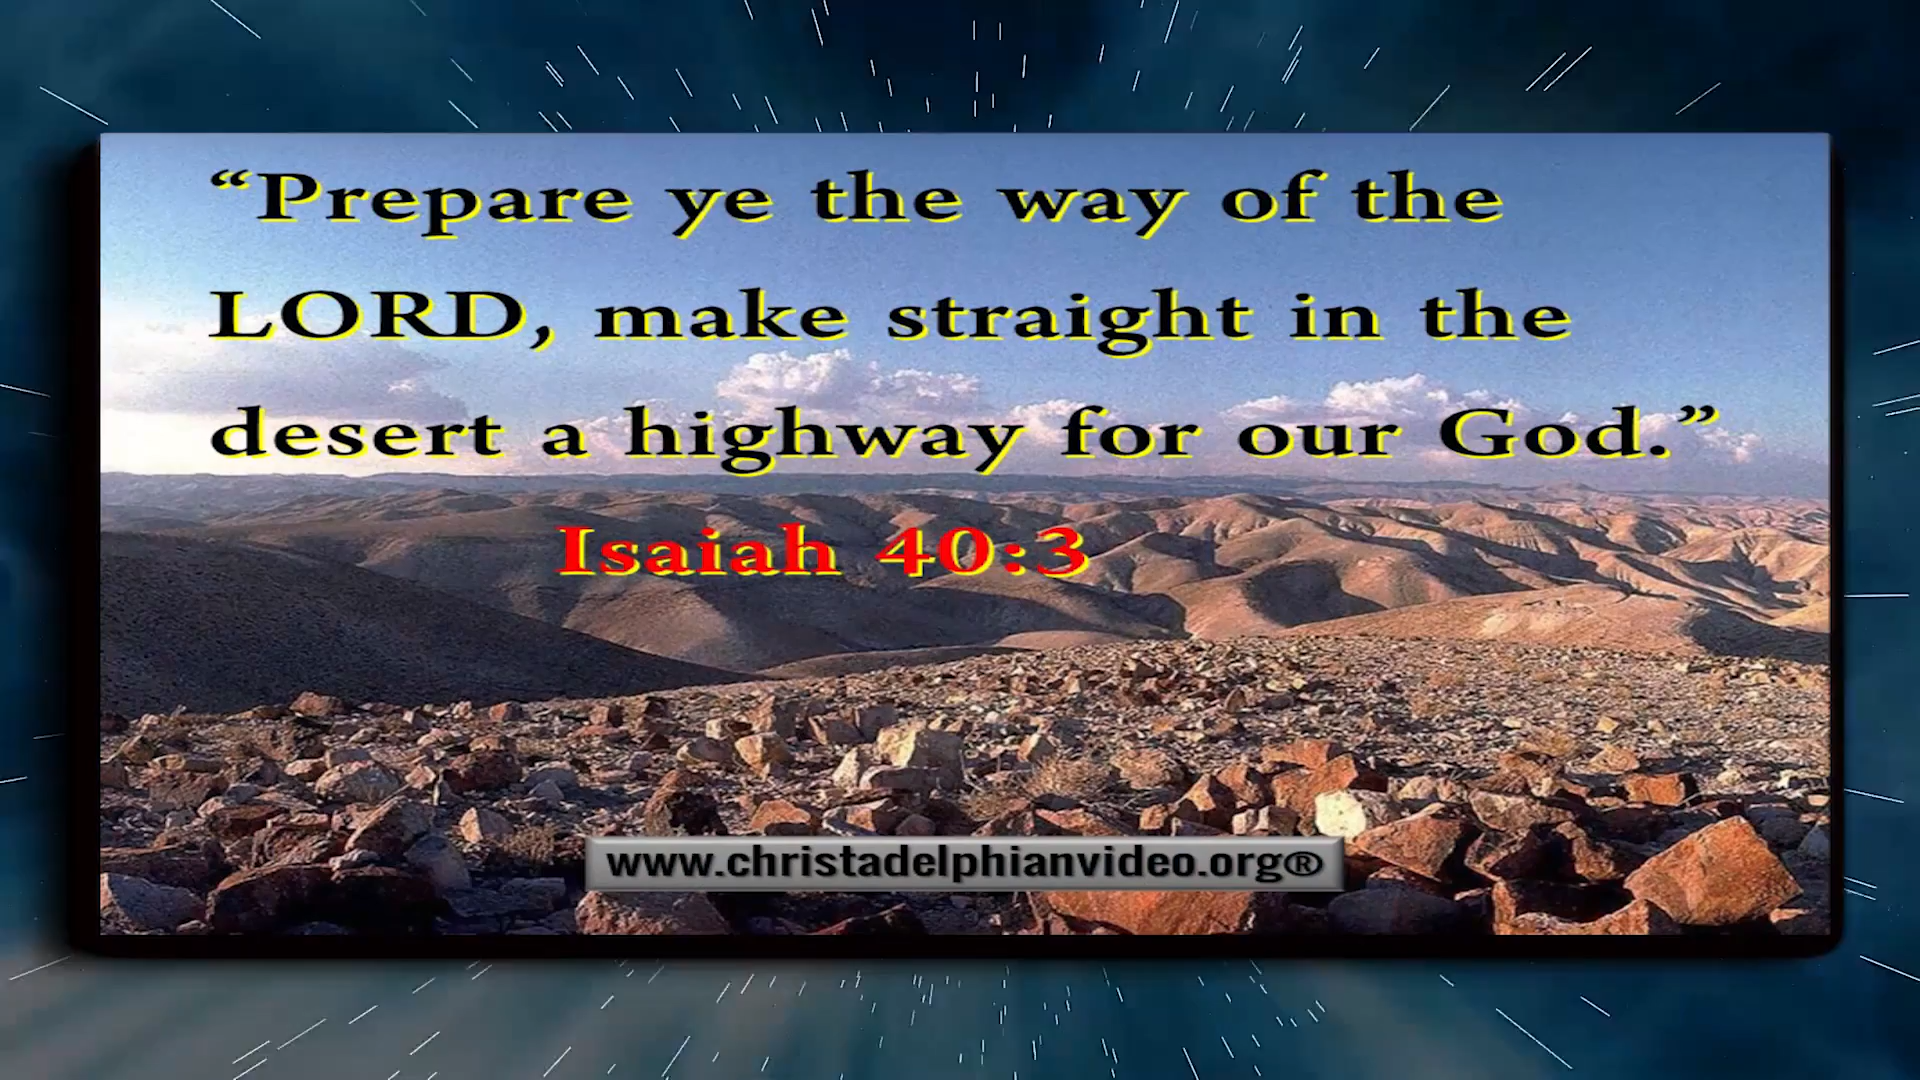 “Prepare ye the way of the
LORD, make straight in the
desert a highway for our God.”
Isaiah 40:3
www.christadelphianvideo.org®